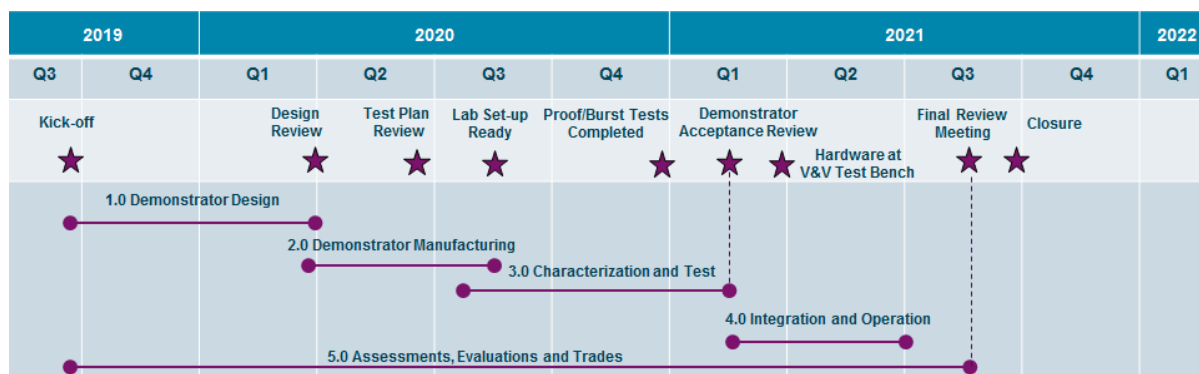 2019 2020 2021 2022
Q3 Q4 Q1 Q2 Q3 Q4 Q1 Q2 Q3 Q4 Q1
Kick-off
Design
Review
Test Plan
Review
Lab Set-up
Ready
Proof/Burst Tests
Completed
Demonstrator
Acceptance Review
Hardware at
V&V Test Bench
Final Review
Meeting
Closure
1.0 Demonstrator Design
2.0 Demonstrator Manufacturing
3.0 Characterization and Test
4.0 Integration and Operation
5.0 Assessments, Evaluations and Trades